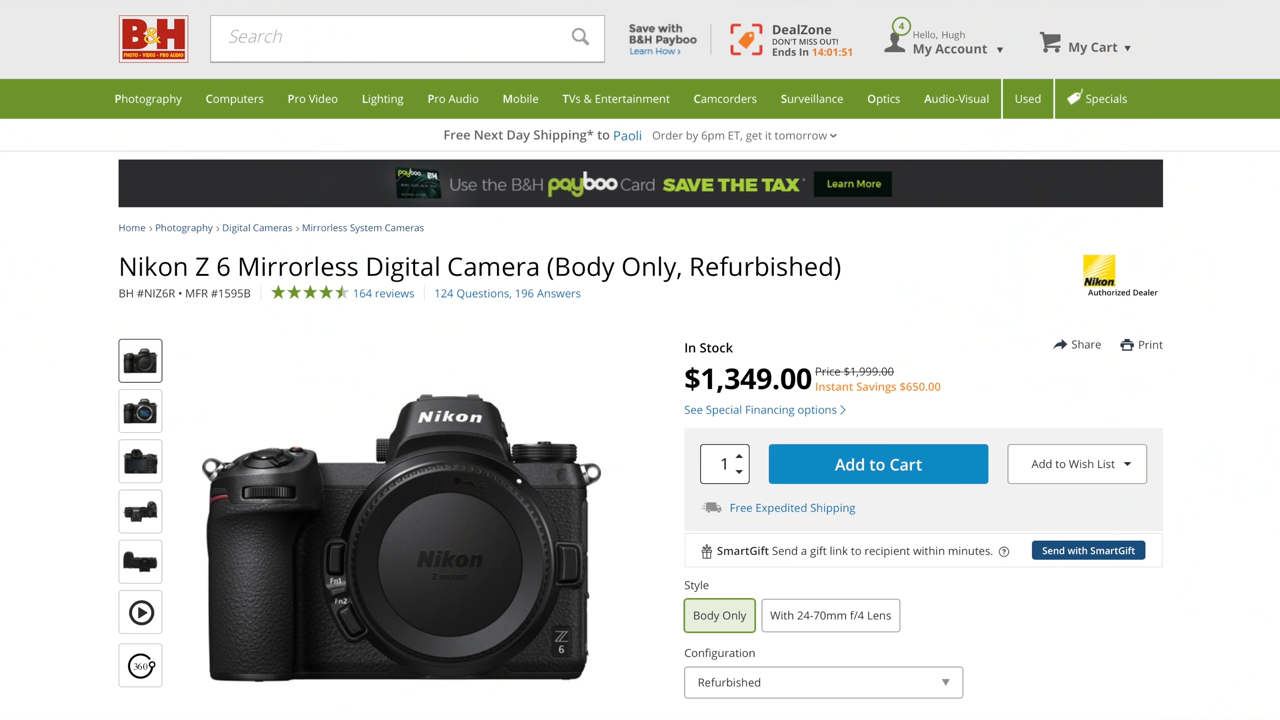 B&H
PHOTO · VIDEO · PRO AUDIO
Search
Save with
B&H Payboo
Learn How ›
DealZone
DON'T MISS OUT!
Ends In 14:01:51
4
Hello, Hugh
My Account ▼
My Cart ▼
Photography Computers Pro Video Lighting Pro Audio Mobile TVs & Entertainment Camcorders Surveillance Optics Audio-Visual Used Specials
Free Next Day Shipping* to Paoli Order by 6pm ET, get it tomorrow
payboo B&H
Use the B&H payboo Card SAVE THE TAX* Learn More
Home › Photography › Digital Cameras › Mirrorless System Cameras
Nikon Z 6 Mirrorless Digital Camera (Body Only, Refurbished)
BH #NIZ6R • MFR #1595B 164 reviews 124 Questions, 196 Answers
Nikon
Authorized Dealer
In Stock
Share Print
$1,349.00 Price $1,999.00
Instant Savings $650.00
See Special Financing options >
1 Add to Cart Add to Wish List
Free Expedited Shipping
SmartGift Send a gift link to recipient within minutes. ? Send with SmartGift
Style
Body Only With 24-70mm f/4 Lens
Configuration
Refurbished
Nikon
Nikon
Z mount
Fn1
Fn2
Z
6
360°